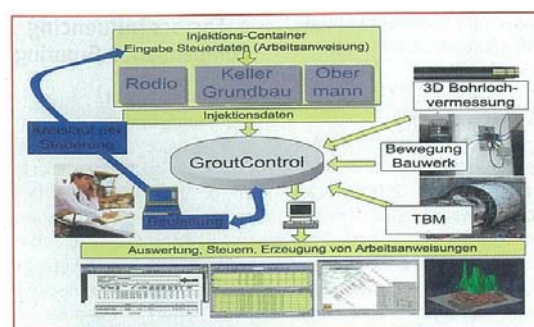 Injektions-Container
Eingabe Steuerdaten (Arbeitsanweisung)
Rodio
Keller
Grundbau
Ober
mann
Injektionsdaten
3D Bohrloch-
vermessung
Kreislauf der
Steuerung
GroutControl
Bewegung
Bauwerk
Bauleitung
TBM
Auswertung, Steuern, Erzeugung von Arbeitsanweisungen